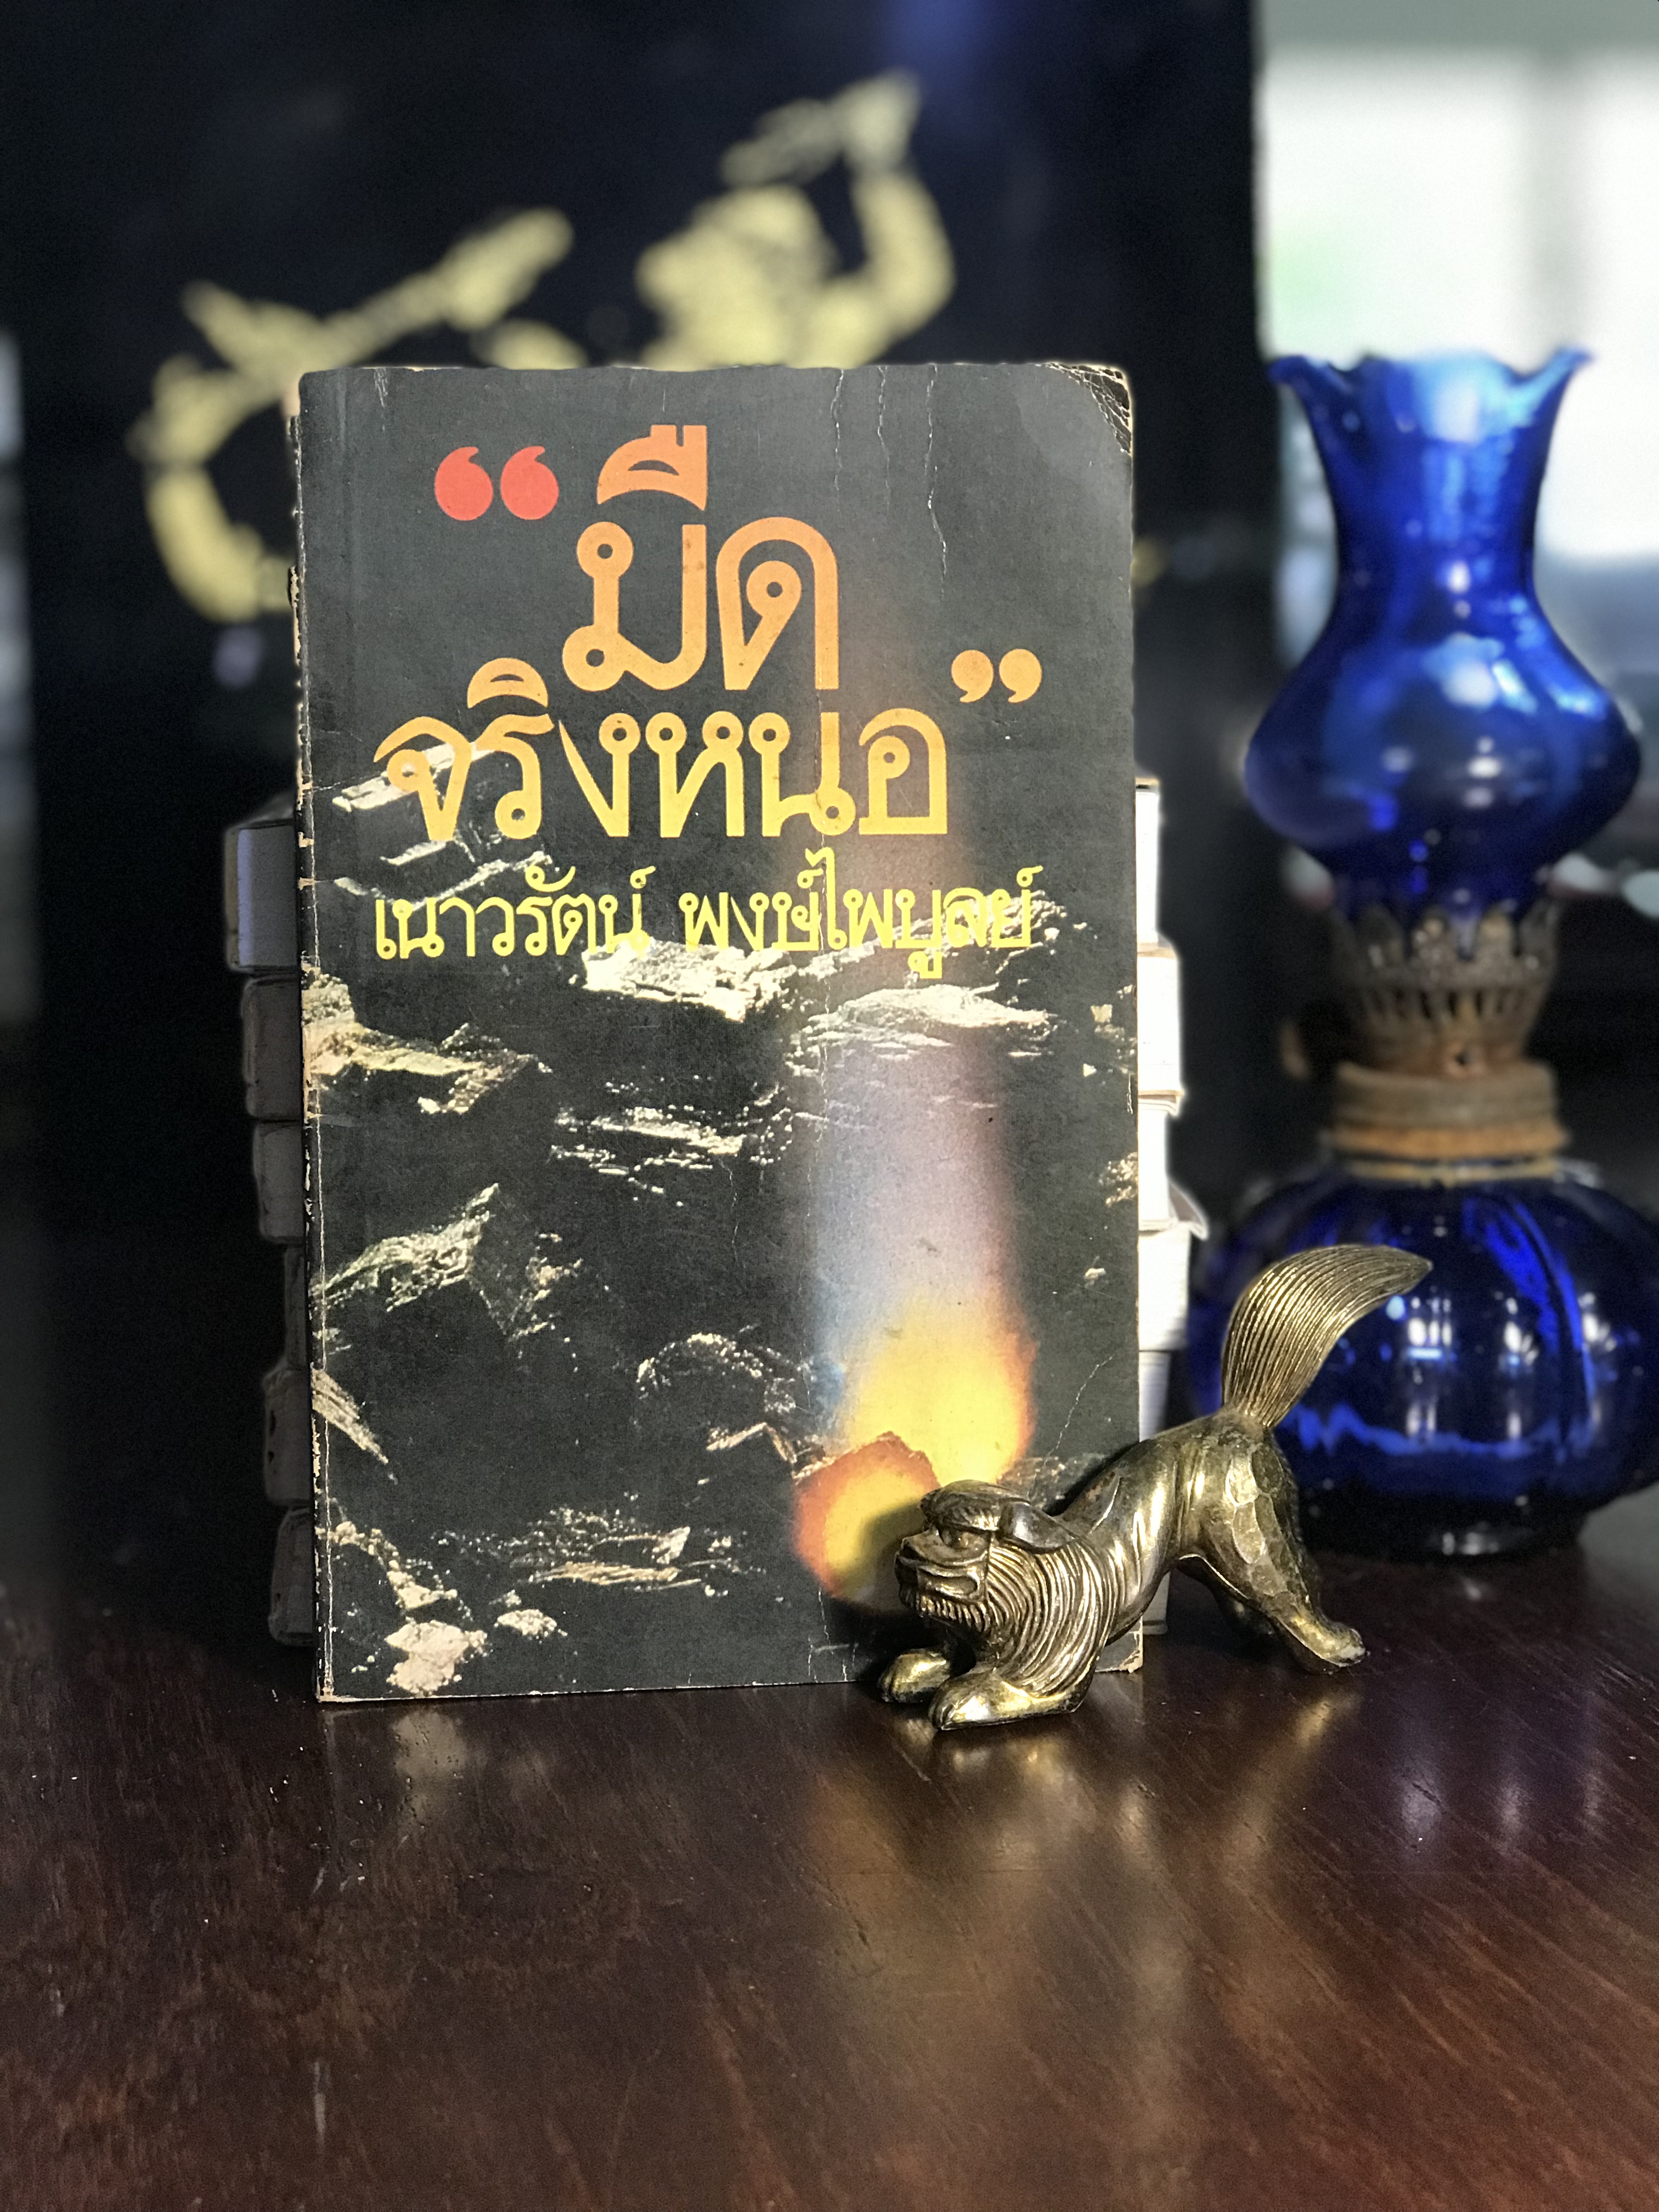 “มืด
จริงหนอ”
เนาวรัตน์ พงษ์ไพบูลย์